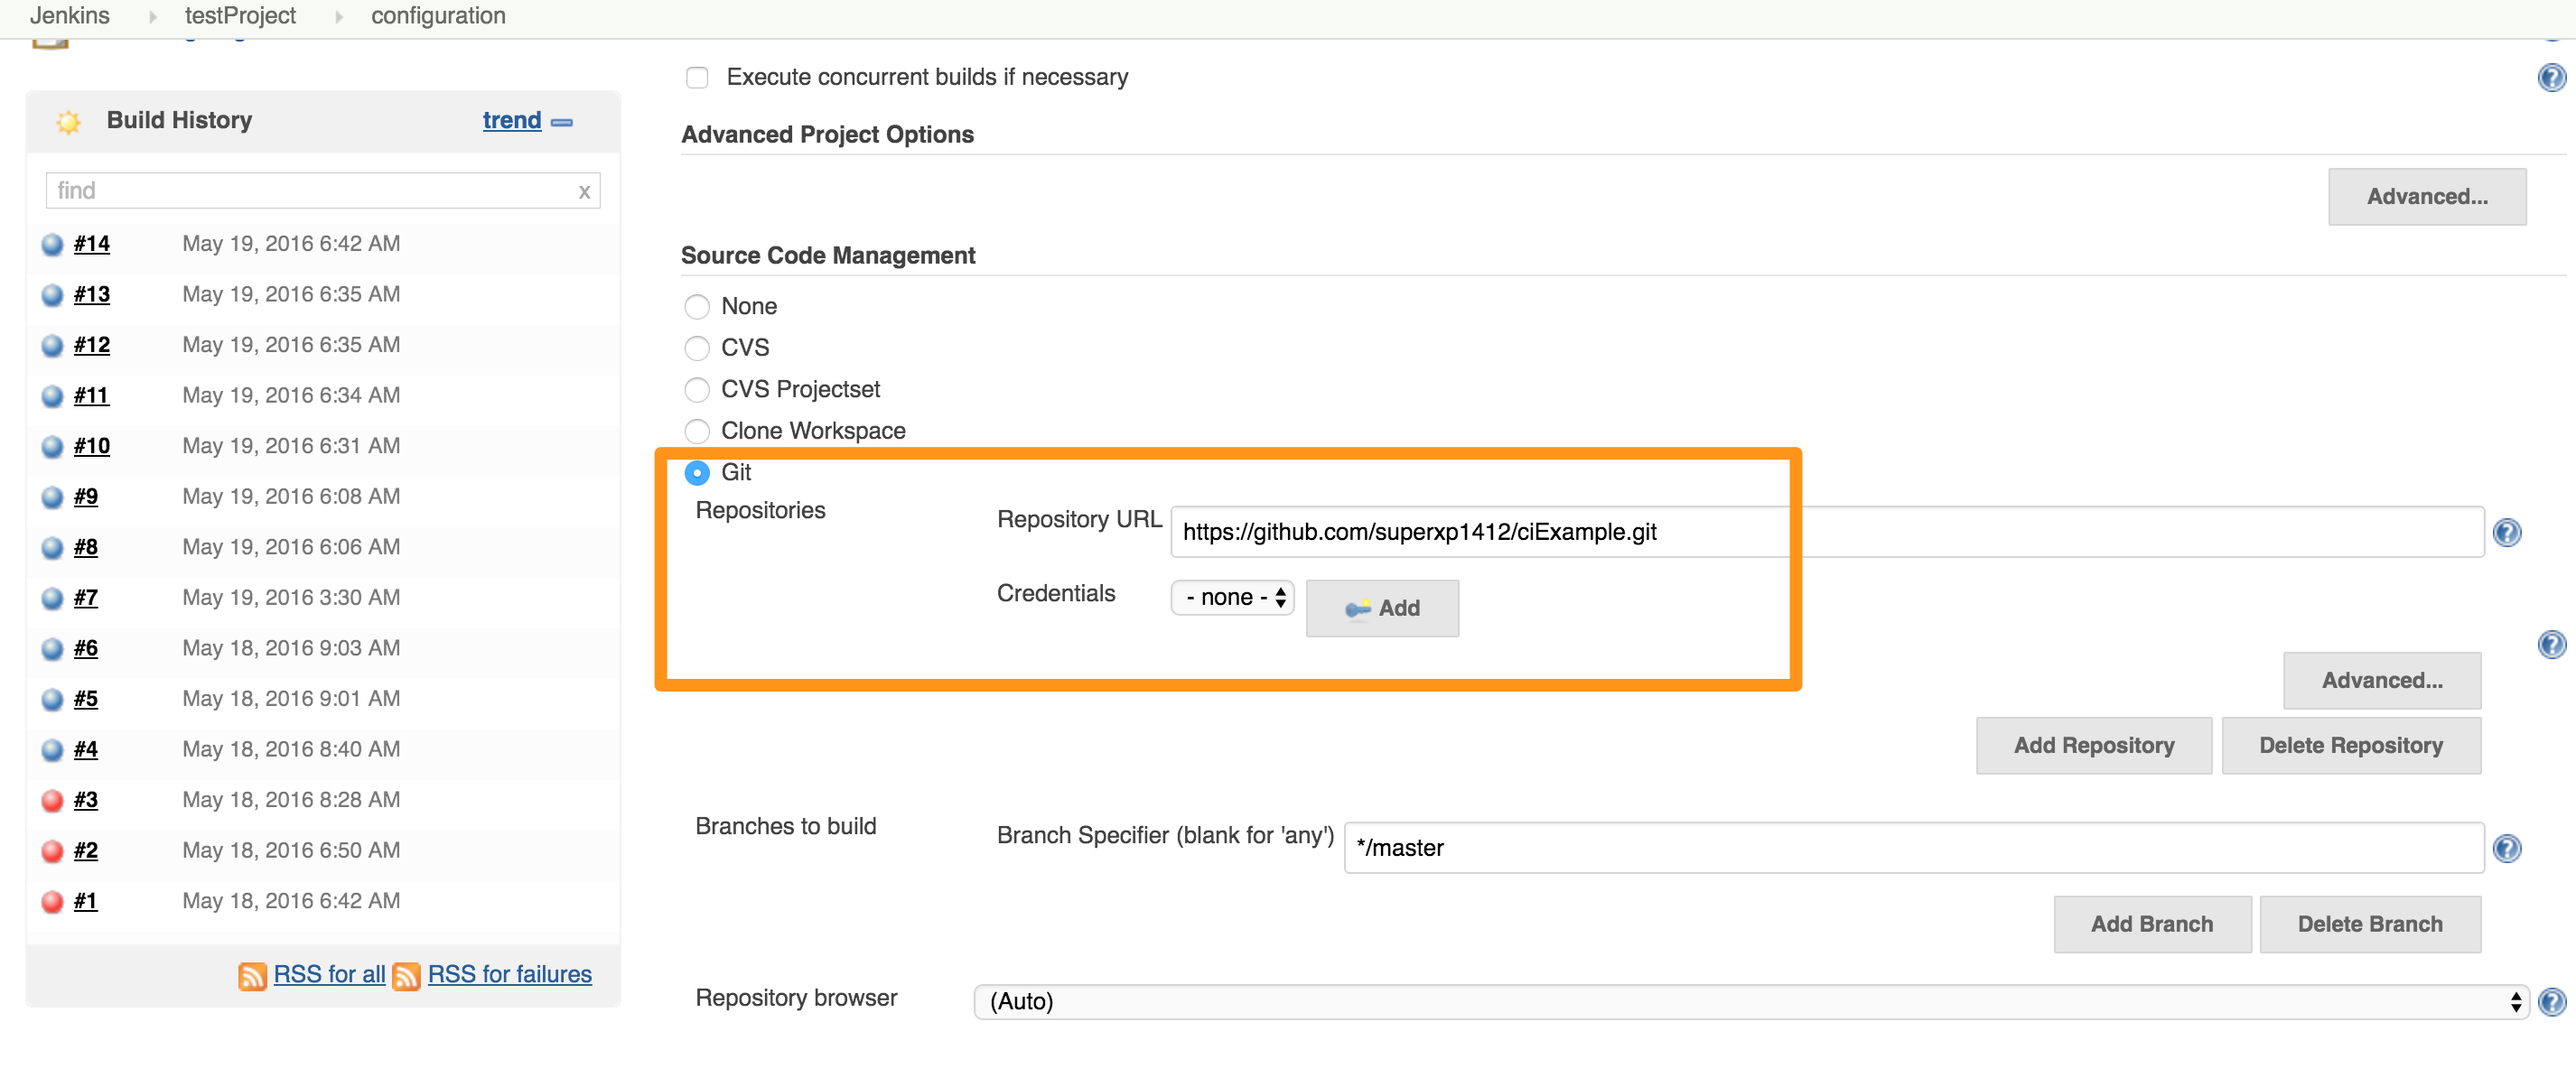 Jenkins testProject configuration
Build History trend
find x
#14 May 19, 2016 6:42 AM
#13 May 19, 2016 6:35 AM
#12 May 19, 2016 6:35 AM
#11 May 19, 2016 6:34 AM
#10 May 19, 2016 6:31 AM
#9 May 19, 2016 6:08 AM
#8 May 19, 2016 6:06 AM
#7 May 19, 2016 3:30 AM
#6 May 18, 2016 9:03 AM
#5 May 18, 2016 9:01 AM
#4 May 18, 2016 8:40 AM
#3 May 18, 2016 8:28 AM
#2 May 18, 2016 6:50 AM
#1 May 18, 2016 6:42 AM
RSS for all RSS for failures
Execute concurrent builds if necessary
Advanced Project Options
Advanced...
Source Code Management
None
CVS
CVS Projectset
Clone Workspace
Git
Repositories
Repository URL https://github.com/superxp1412/ciExample.git
Credentials - none - Add
Advanced...
Add Repository Delete Repository
Branches to build
Branch Specifier (blank for 'any') */master
Add Branch Delete Branch
Repository browser (Auto)